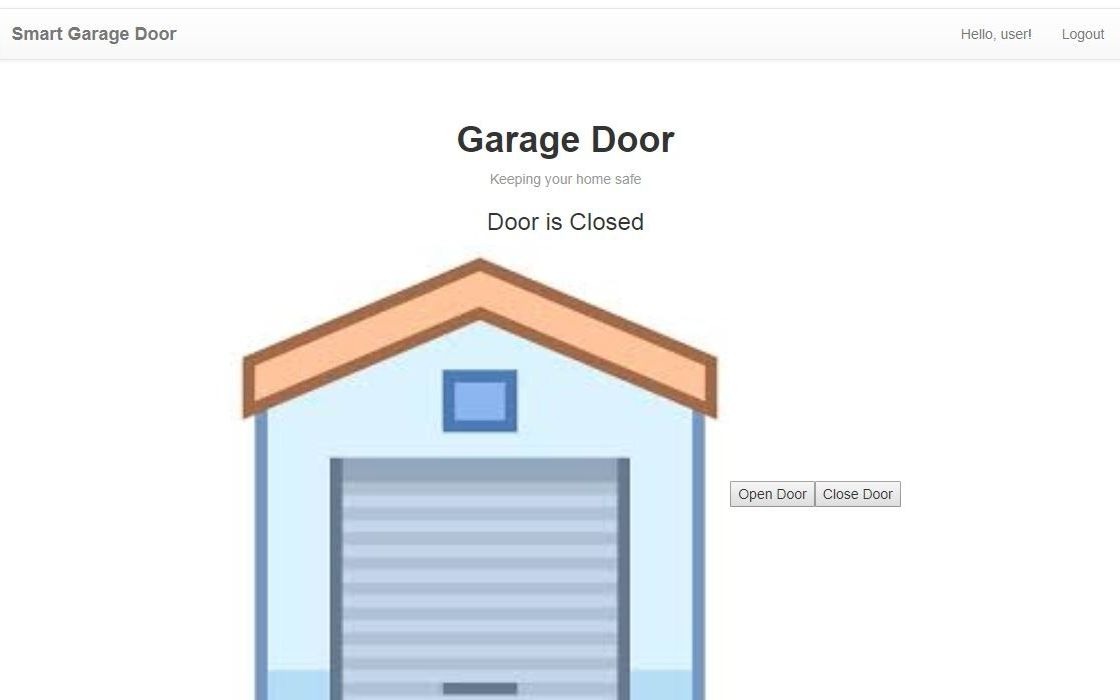 Smart Garage Door
Hello, user! Logout
Garage Door
Keeping your home safe
Door is Closed
Open Door Close Door